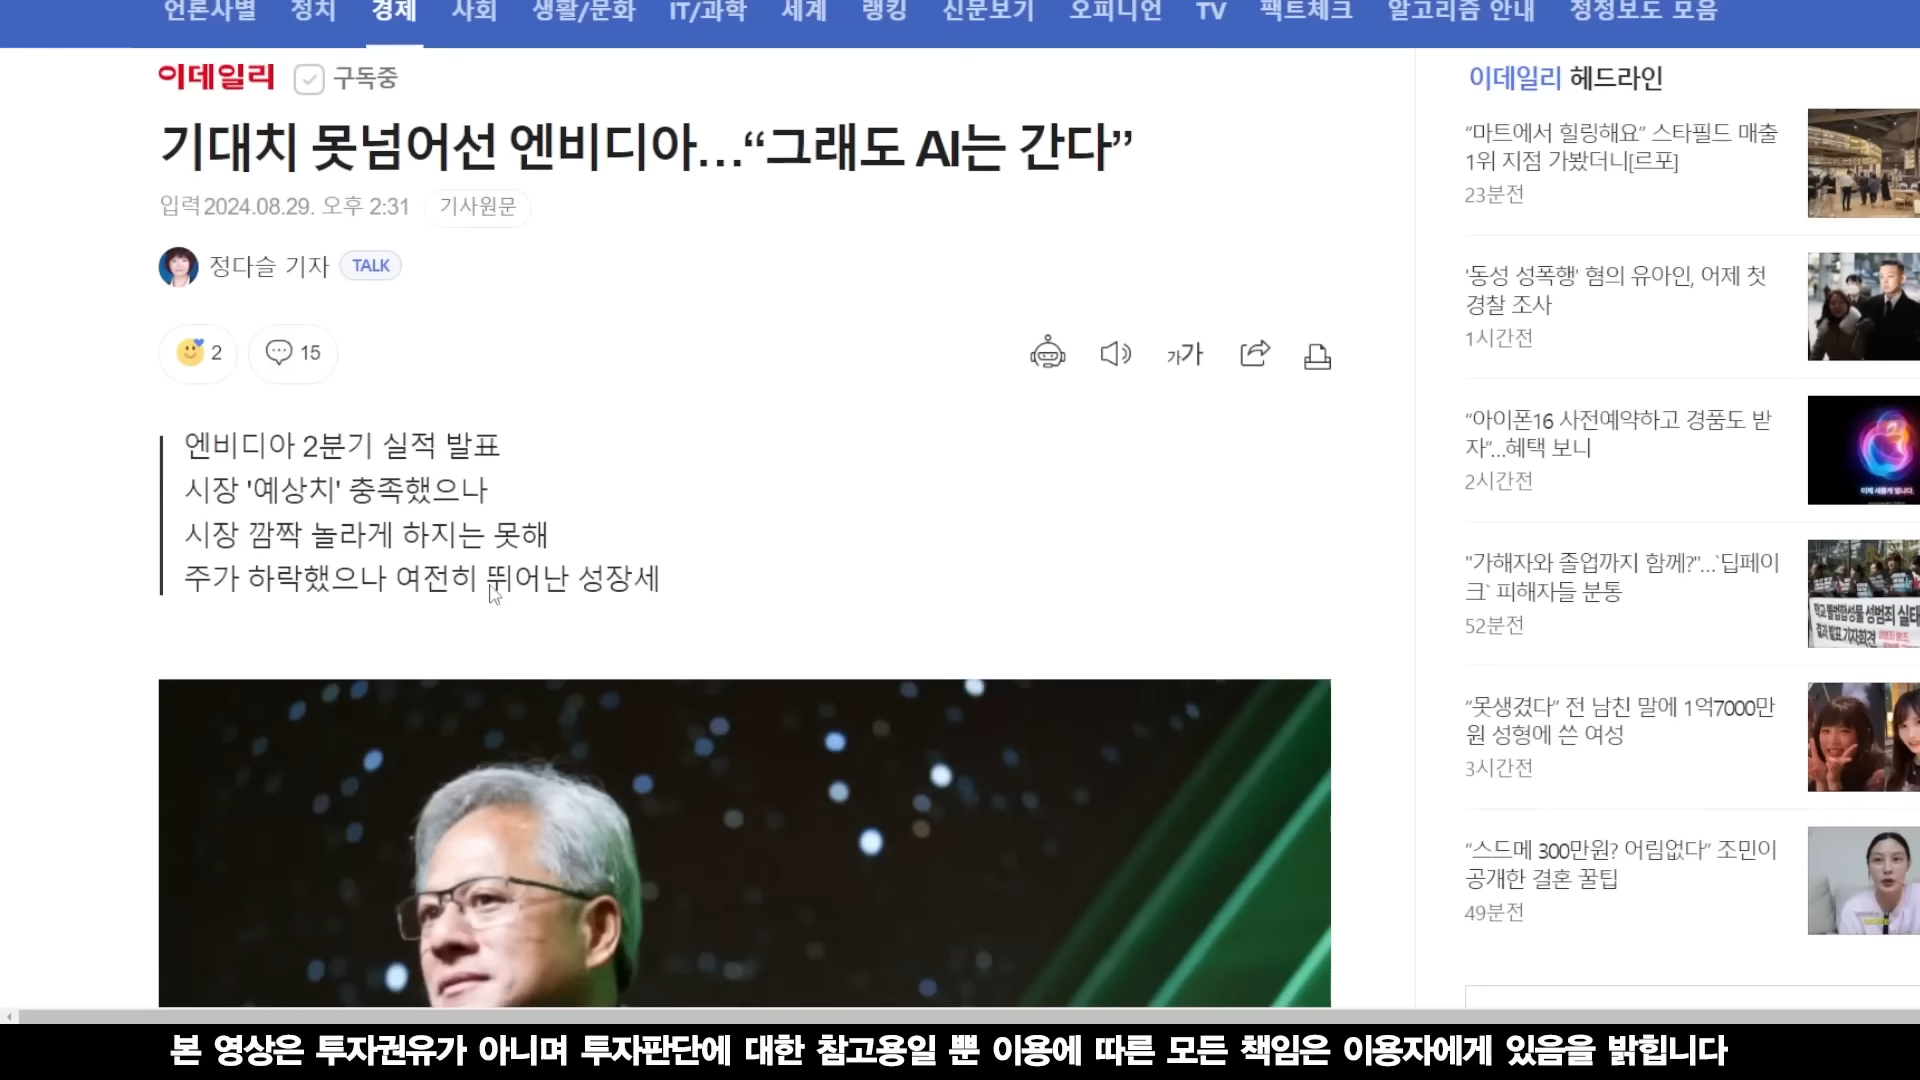 언론사별 정치 경제 사회 생활/문화 IT/과학 세계 랭킹 신문보기 오피니언 TV 팩트체크 알고리즘 안내 정정보도 모음
이데일리 구독중
기대치 못넘어선 엔비디아…“그래도 AI는 간다”
입력2024.08.29. 오후 2:31 기사원문
정다슬 기자 TALK
2 15
가가
엔비디아 2분기 실적 발표
시장 '예상치' 충족했으나
시장 깜짝 놀라게 하지는 못해
주가 하락했으나 여전히 뛰어난 성장세
이데일리 헤드라인
“마트에서 힐링해요” 스타필드 매출
1위 지점 가봤더니[르포]
23분전
'동성 성폭행' 혐의 유아인, 어제 첫
경찰 조사
1시간전
“아이폰16 사전예약하고 경품도 받
자”…혜택 보니
2시간전
"가해자와 졸업까지 함께?"…`딥페이
크` 피해자들 분통
52분전
“못생겼다” 전 남친 말에 1억7000만
원 성형에 쓴 여성
3시간전
“스드메 300만원? 어림없다” 조민이
공개한 결혼 꿀팁
49분전
본 영상은 투자권유가 아니며 투자판단에 대한 참고용일 뿐 이용에 따른 모든 책임은 이용자에게 있음을 밝힙니다